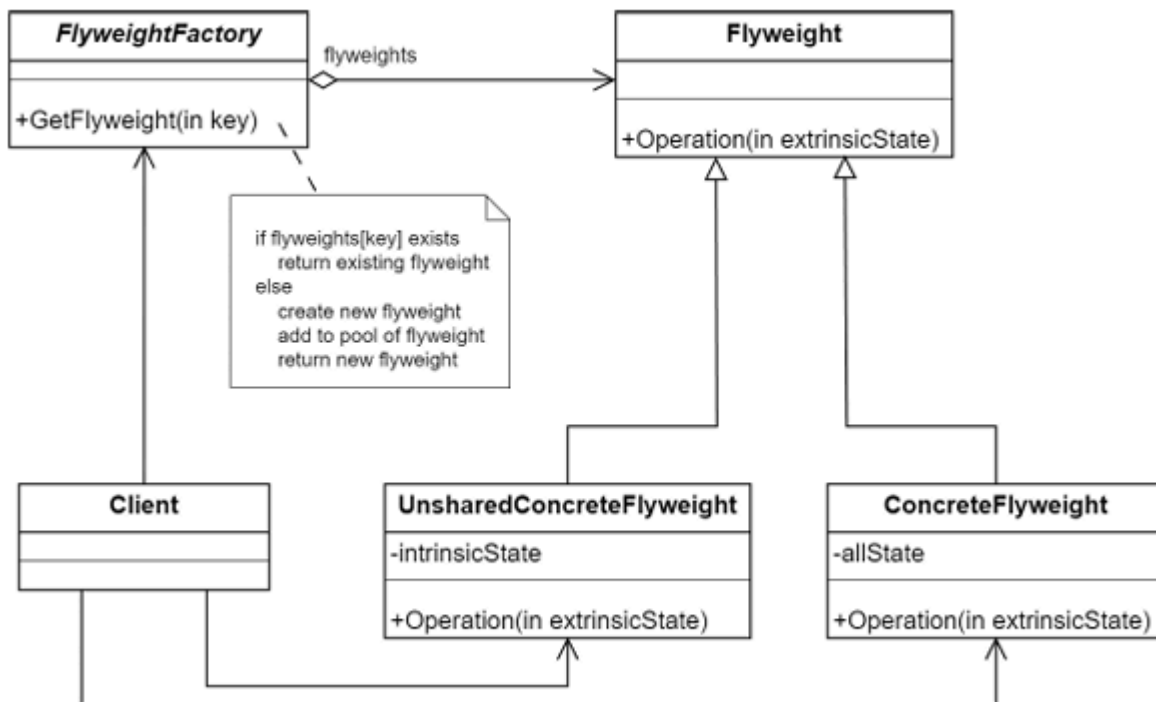 FlyweightFactory
+GetFlyweight(in key)
flyweights
Flyweight
+Operation(in extrinsicState)
if flyweights[key] exists
return existing flyweight
else
create new flyweight
add to pool of flyweight
return new flyweight
Client
UnsharedConcreteFlyweight
-intrinsicState
+Operation(in extrinsicState)
ConcreteFlyweight
-allState
+Operation(in extrinsicState)